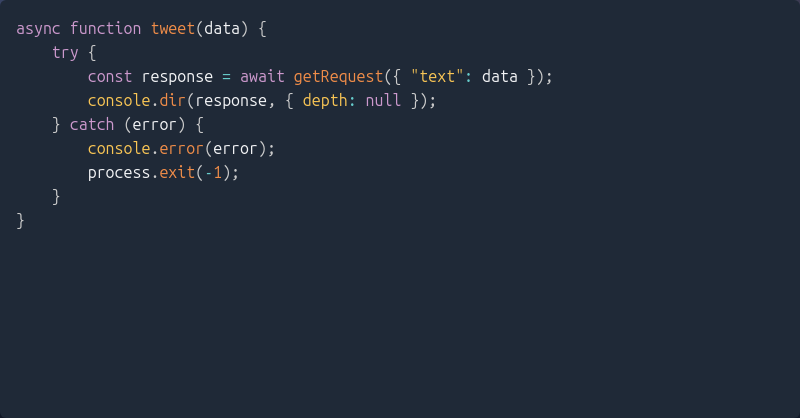 async function tweet(data) {
    try {
        const response = await getRequest({ "text": data });
        console.dir(response, { depth: null });
    } catch (error) {
        console.error(error);
        process.exit(-1);
    }
}